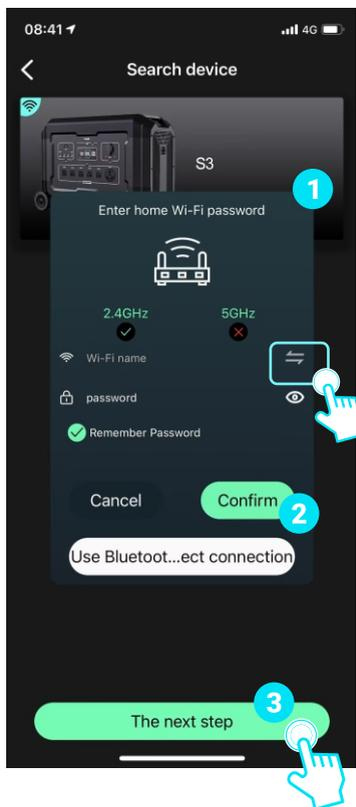 08:41 4G
Search device
S3
1
Enter home Wi-Fi password
2.4GHz 5GHz
Wi-Fi name
password
Remember Password
Cancel Confirm
2
Use Bluetoot...ect connection
3
The next step